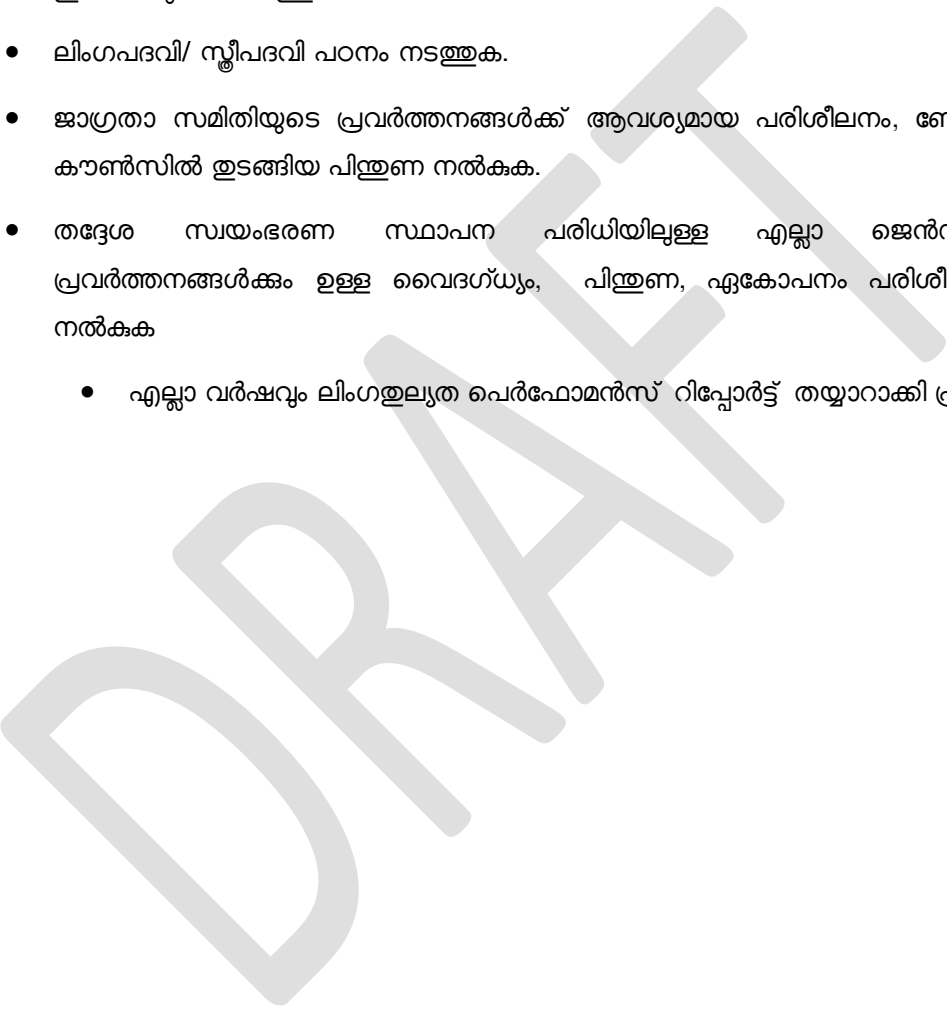 ലിംഗപദവി/ സ്ത്രീപദവി പഠനം നടത്തുക.
ജാഗ്രതാ സമിതിയുടെ പ്രവർത്തനങ്ങൾക്ക് ആവശ്യമായ പരിശീലനം,
കൗൺസിൽ തുടങ്ങിയ പിന്തുണ നൽകുക.
തദ്ദേശ സ്വയംഭരണ സ്ഥാപന പരിധിയിലുള്ള എല്ലാ
പ്രവർത്തനങ്ങൾക്കും ഉള്ള വൈദഗ്ധ്യം, പിന്തുണ, ഏകോപനം
നൽകുക
എല്ലാ വർഷവും ലിംഗതുല്യത പെർഫോമൻസ് റിപ്പോർട്ട് തയ്യാറാക്കി
DRAFT